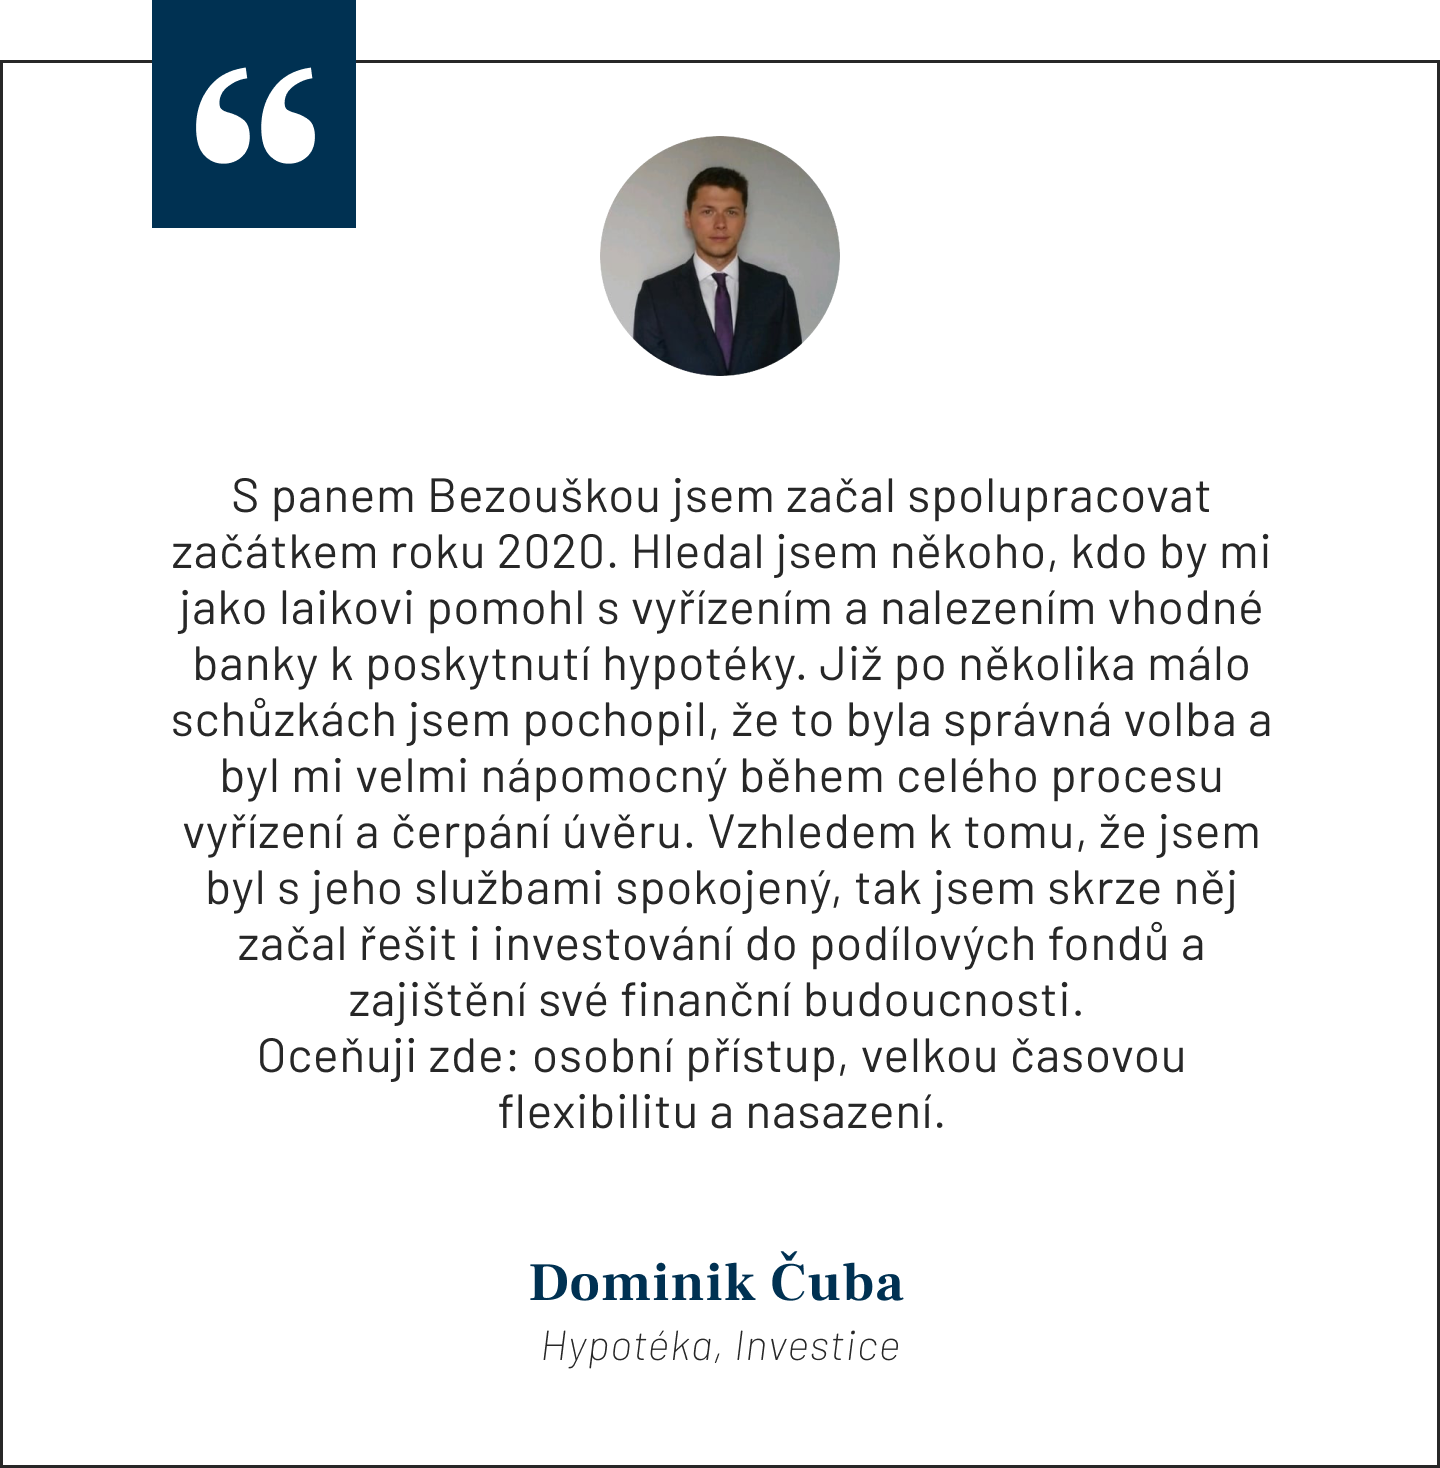 “
S panem Bezouškou jsem začal spolupracovat
začátkem roku 2020. Hledal jsem někoho, kdo by mi
jako laikovi pomohl s vyřízením a nalezením vhodné
banky k poskytnutí hypotéky. Již po několika málo
schůzkách jsem pochopil, že to byla správná volba a
byl mi velmi nápomocný během celého procesu
vyřízení a čerpání úvěru. Vzhledem k tomu, že jsem
byl s jeho službami spokojený, tak jsem skrze něj
začal řešit i investování do podílových fondů a
zajištění své finanční budoucnosti.
Oceňuji zde: osobní přístup, velkou časovou
flexibilitu a nasazení.
Dominik Čuba
Hypotéka, Investice